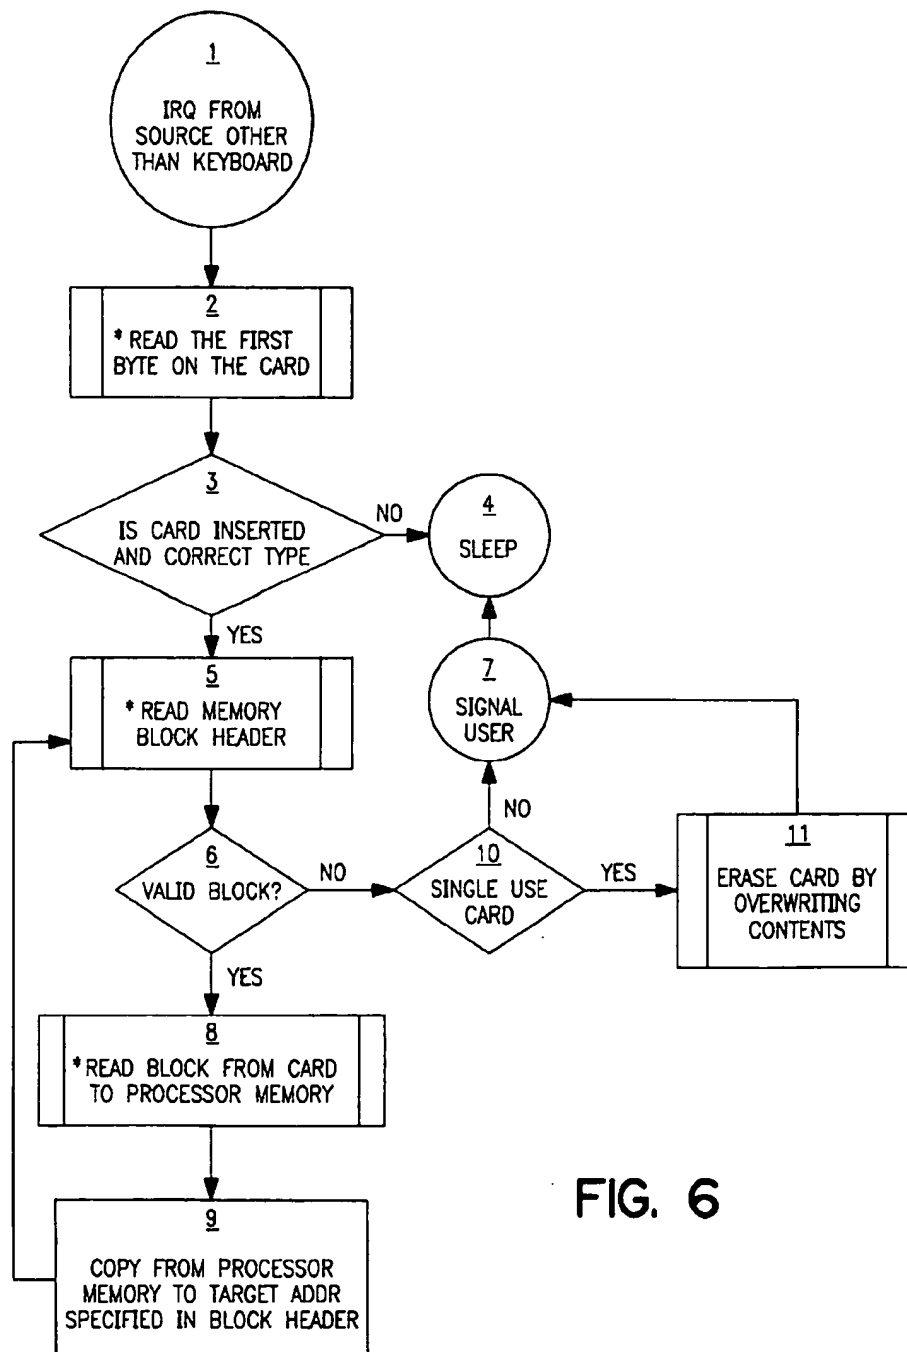 1
IRQ FROM
SOURCE OTHER
THAN KEYBOARD
2
*READ THE FIRST
BYTE ON THE CARD
3
IS CARD INSERTED
AND CORRECT TYPE
NO
4
SLEEP
YES
5
*READ MEMORY
BLOCK HEADER
7
SIGNAL
USER
NO
6
VALID BLOCK?
NO
10
SINGLE USE
CARD
YES
11
ERASE CARD BY
OVERWRITING
CONTENTS
YES
8
*READ BLOCK FROM CARD
TO PROCESSOR MEMORY
9
COPY FROM PROCESSOR
MEMORY TO TARGET ADDR
SPECIFIED IN BLOCK HEADER
FIG. 6